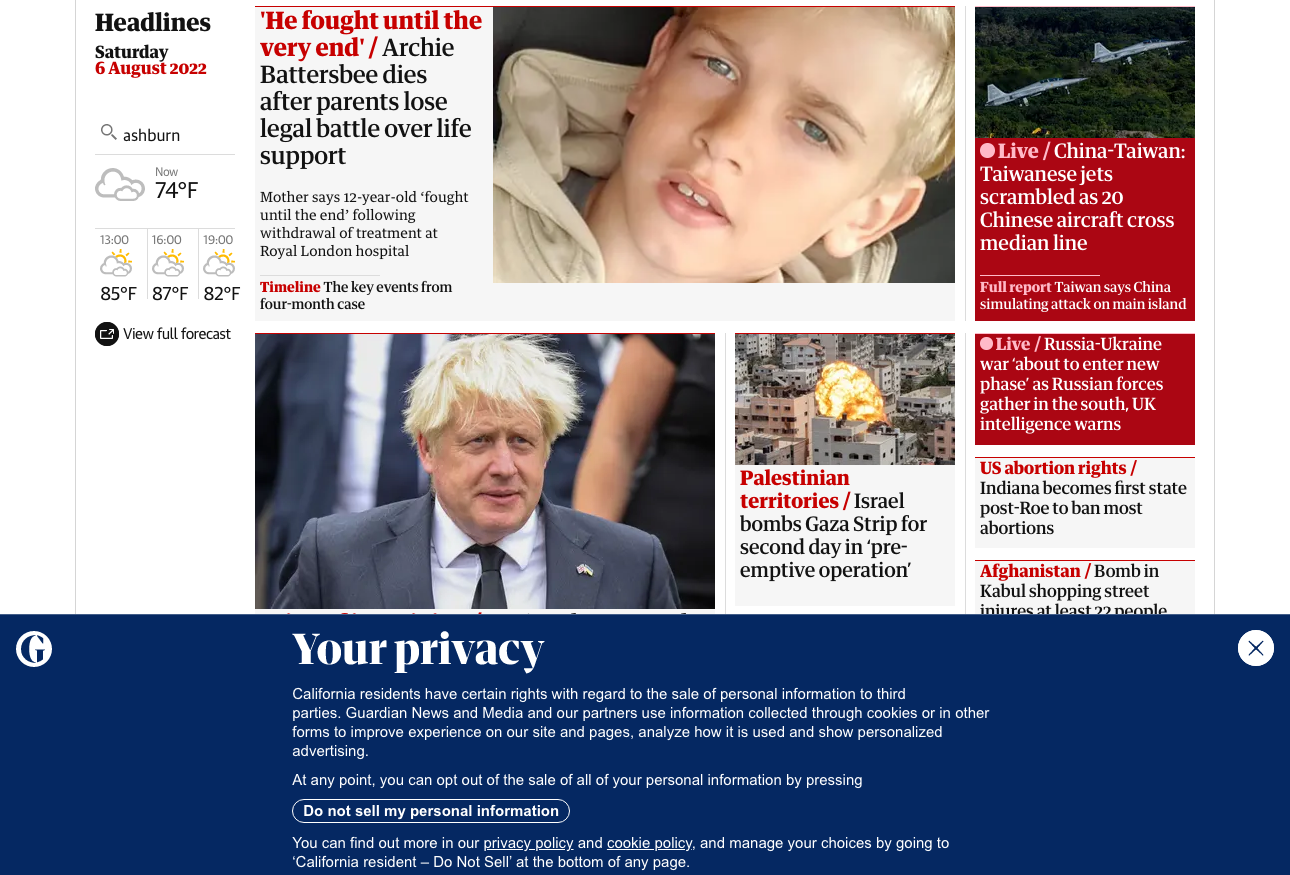 Headlines
Saturday
6 August 2022
ashburn
Now
74°F
13:00
85°F
16:00
87°F
19:00
82°F
View full forecast
'He fought until the
very end' / Archie
Battersbee dies
after parents lose
legal battle over life
support
Mother says 12-year-old ‘fought
until the end’ following
withdrawal of treatment at
Royal London hospital
Timeline The key events from
four-month case
Live / China-Taiwan:
Taiwanese jets
scrambled as 20
Chinese aircraft cross
median line
Full report Taiwan says China
simulating attack on main island
Palestinian
territories / Israel
bombs Gaza Strip for
second day in ‘pre-
emptive operation’
Live / Russia-Ukraine
war ‘about to enter new
phase’ as Russian forces
gather in the south, UK
intelligence warns
US abortion rights /
Indiana becomes first state
post-Roe to ban most
abortions
Afghanistan / Bomb in
Kabul shopping street
injures at least 22 people
Your privacy
California residents have certain rights with regard to the sale of personal information to third
parties. Guardian News and Media and our partners use information collected through cookies or in other
forms to improve experience on our site and pages, analyze how it is used and show personalized
advertising.
At any point, you can opt out of the sale of all of your personal information by pressing
Do not sell my personal information
You can find out more in our privacy policy and cookie policy, and manage your choices by going to
‘California resident – Do Not Sell’ at the bottom of any page.